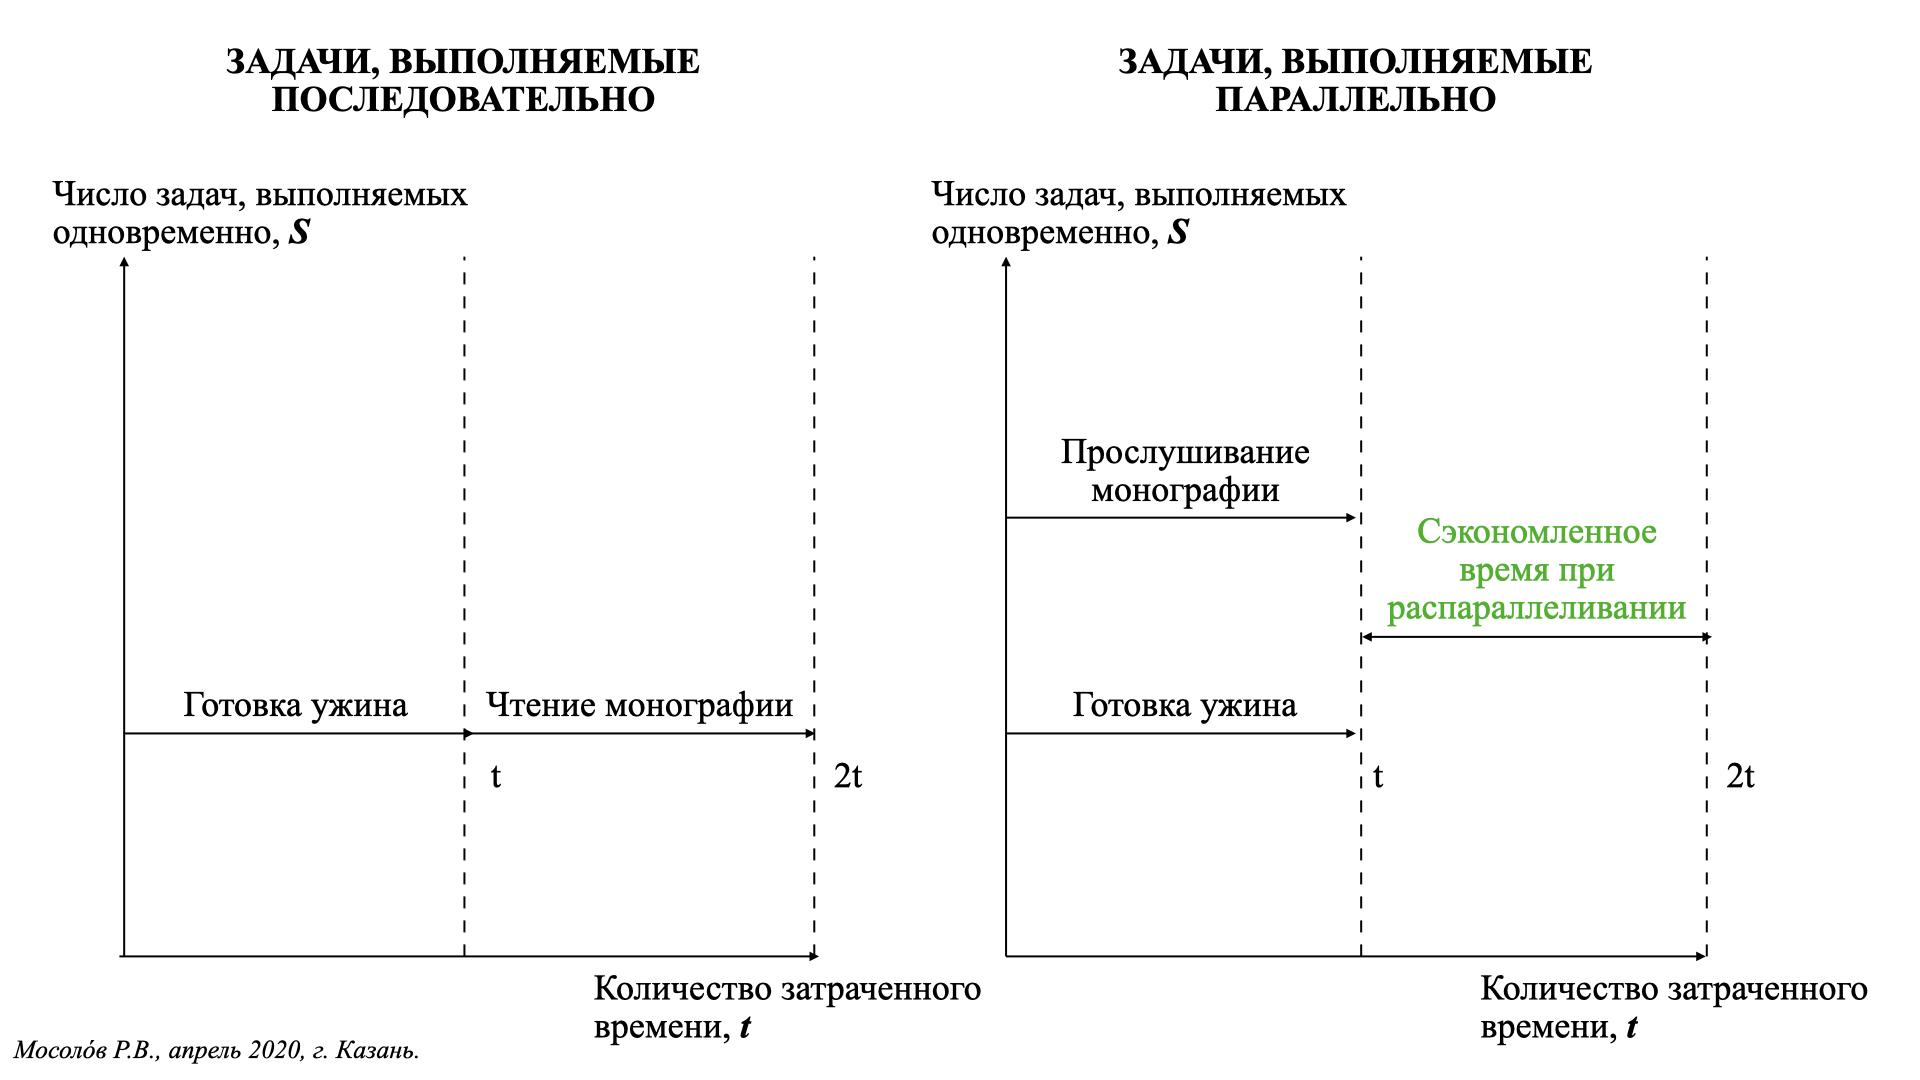 ЗАДАЧИ, ВЫПОЛНЯЕМЫЕ
ПОСЛЕДОВАТЕЛЬНО
Число задач, выполняемых
одновременно, S
Готовка ужина
Чтение монографии
t
2t
Количество затраченного
времени, t
ЗАДАЧИ, ВЫПОЛНЯЕМЫЕ
ПАРАЛЛЕЛЬНО
Число задач, выполняемых
одновременно, S
Прослушивание
монографии
Сэкономленное
время при
распараллеливании
Готовка ужина
t
2t
Количество затраченного
времени, t
Мосоло́в Р.В., апрель 2020, г. Казань.